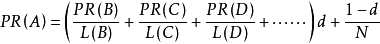 PR(A) = ( PR(B)/L(B) + PR(C)/L(C) + PR(D)/L(D) + ······ ) d + (1 − d)/N